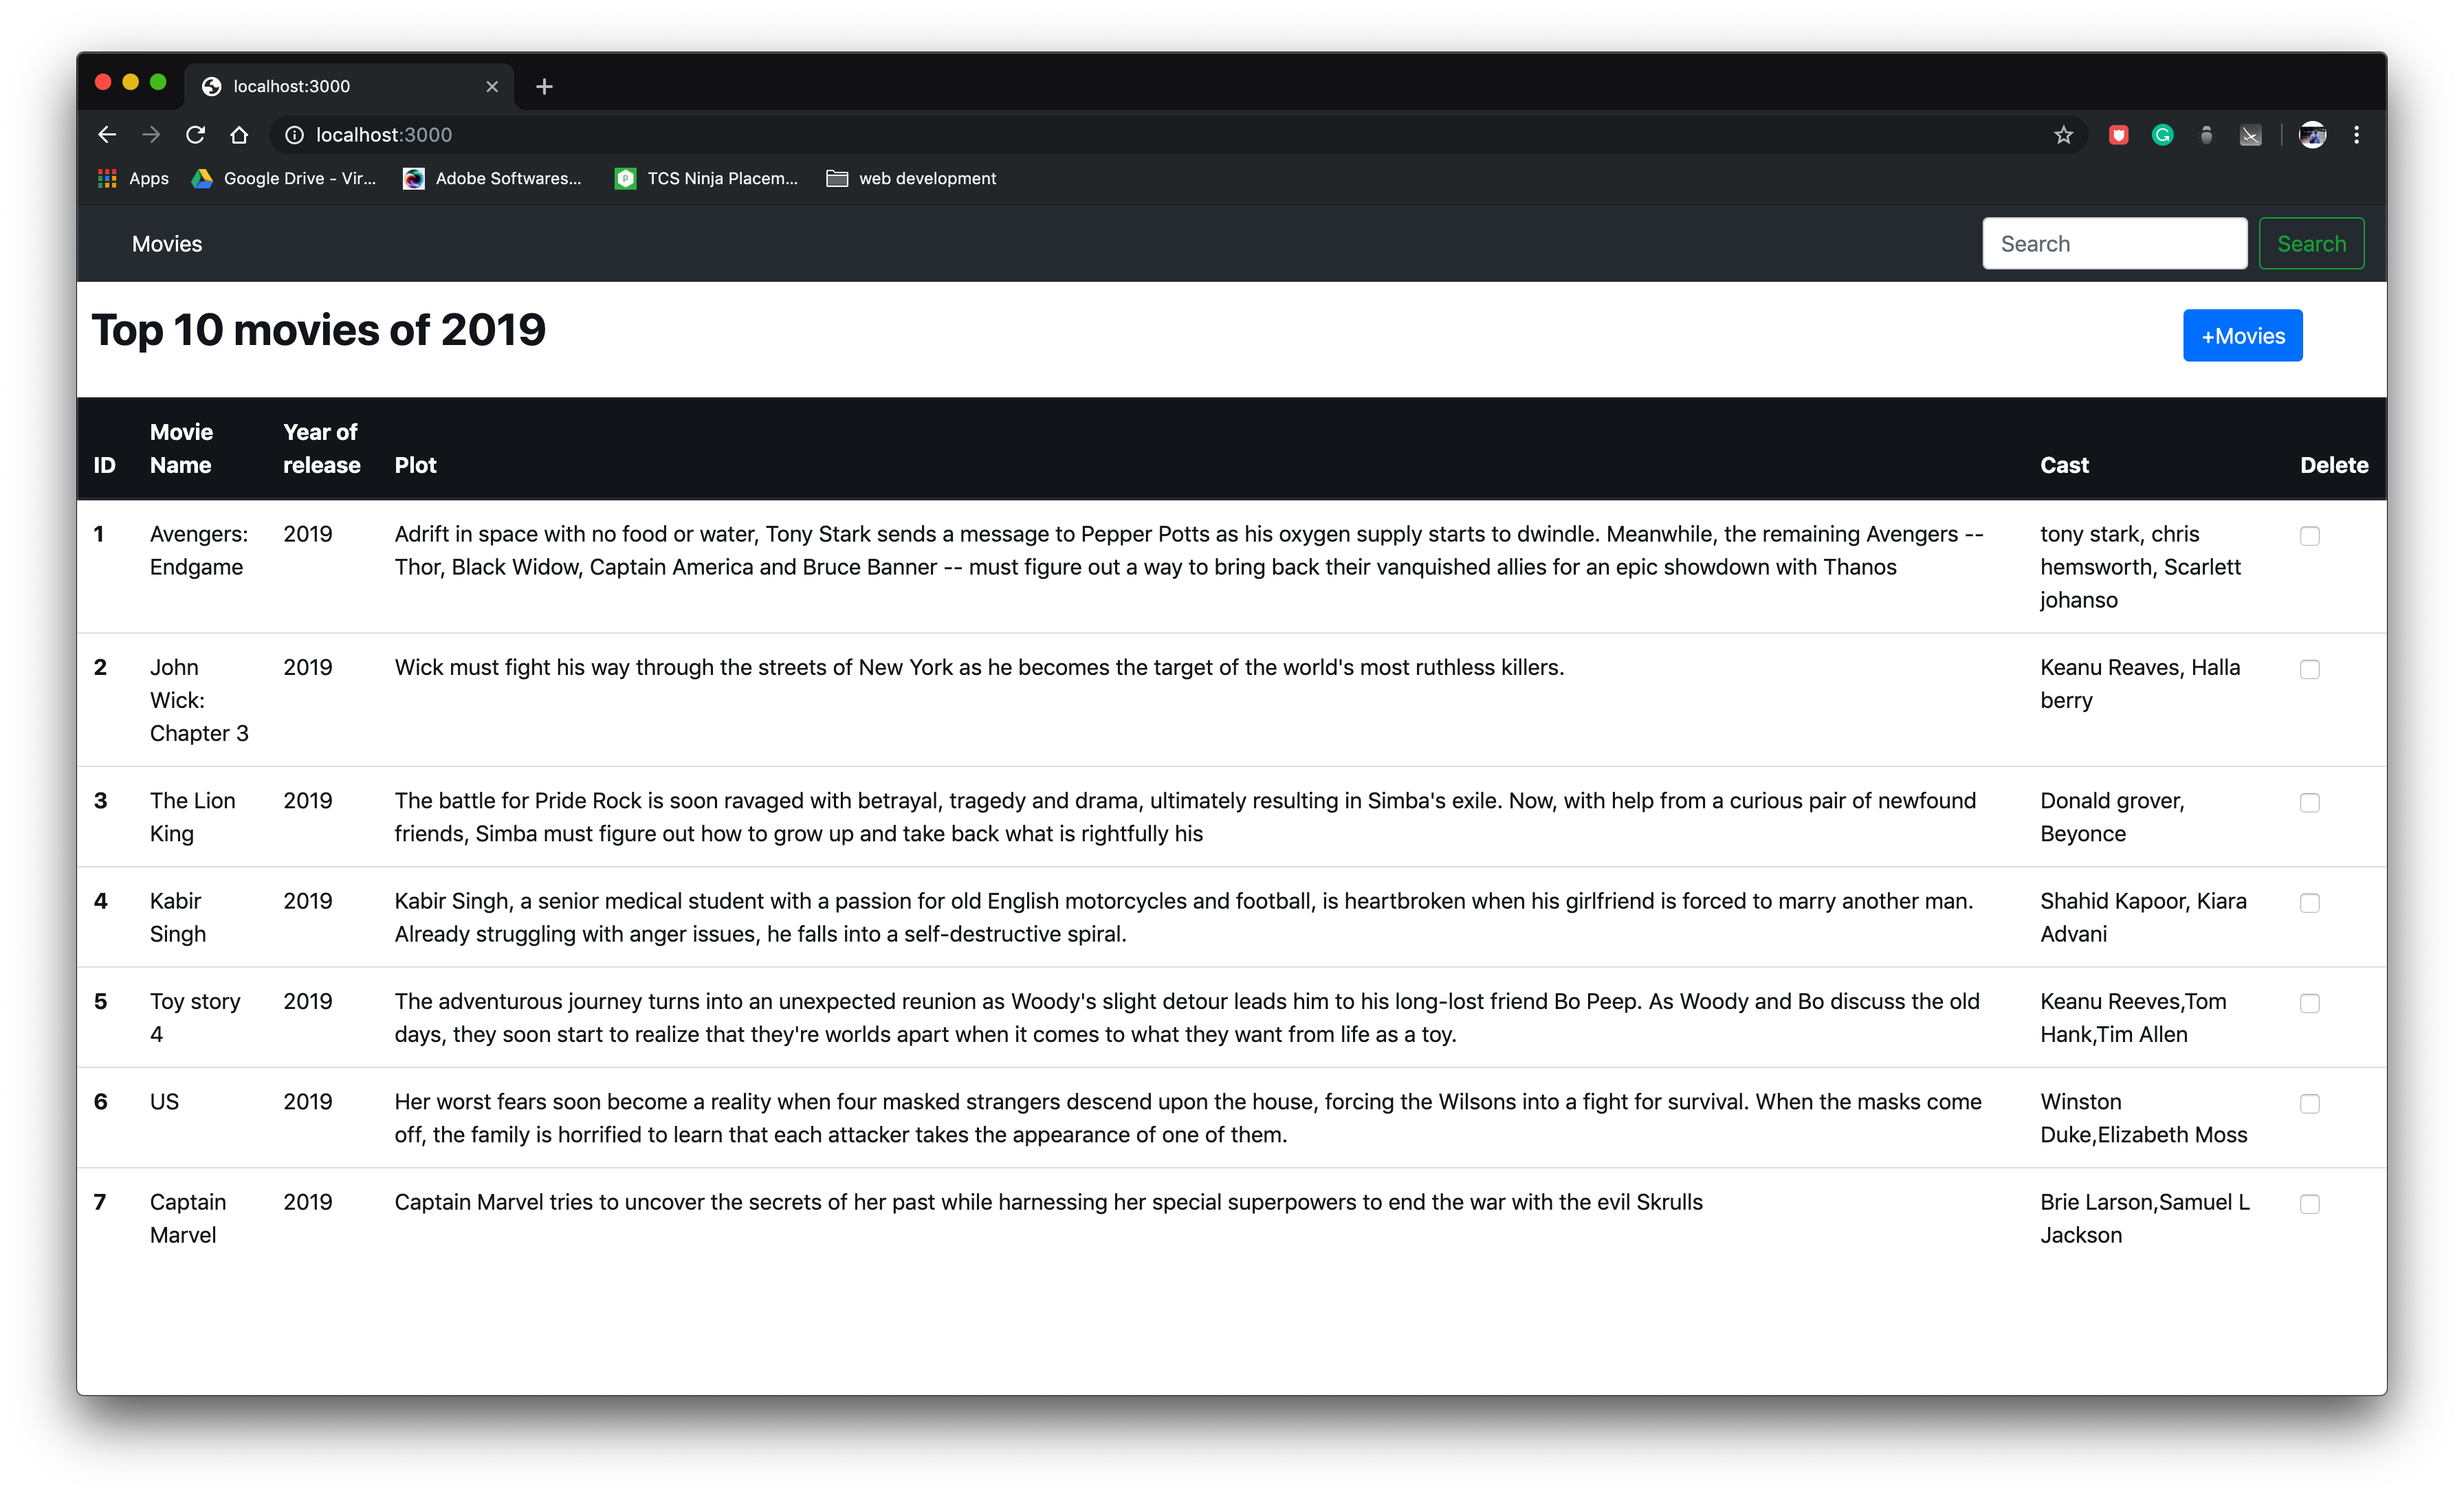 localhost:3000
localhost:3000
Apps Google Drive - Vir... Adobe Softwares... TCS Ninja Placem... web development
Movies Search Search
Top 10 movies of 2019 +Movies
ID Movie Name Year of release Plot Cast Delete
1 Avengers: 2019 Adrift in space with no food or water, Tony Stark sends a message to Pepper Potts as his oxygen supply starts to dwindle. Meanwhile, the remaining Avengers -- tony stark, chris
Endgame Thor, Black Widow, Captain America and Bruce Banner -- must figure out a way to bring back their vanquished allies for an epic showdown with Thanos hemsworth, Scarlett
johanso
2 John 2019 Wick must fight his way through the streets of New York as he becomes the target of the world's most ruthless killers. Keanu Reaves, Halla
Wick: berry
Chapter 3
3 The Lion 2019 The battle for Pride Rock is soon ravaged with betrayal, tragedy and drama, ultimately resulting in Simba's exile. Now, with help from a curious pair of newfound Donald grover,
King friends, Simba must figure out how to grow up and take back what is rightfully his Beyonce
4 Kabir 2019 Kabir Singh, a senior medical student with a passion for old English motorcycles and football, is heartbroken when his girlfriend is forced to marry another man. Shahid Kapoor, Kiara
Singh Already struggling with anger issues, he falls into a self-destructive spiral. Advani
5 Toy story 2019 The adventurous journey turns into an unexpected reunion as Woody's slight detour leads him to his long-lost friend Bo Peep. As Woody and Bo discuss the old Keanu Reeves,Tom
4 days, they soon start to realize that they're worlds apart when it comes to what they want from life as a toy. Hank,Tim Allen
6 US 2019 Her worst fears soon become a reality when four masked strangers descend upon the house, forcing the Wilsons into a fight for survival. When the masks come Winston
off, the family is horrified to learn that each attacker takes the appearance of one of them. Duke,Elizabeth Moss
7 Captain 2019 Captain Marvel tries to uncover the secrets of her past while harnessing her special superpowers to end the war with the evil Skrulls Brie Larson,Samuel L
Marvel Jackson